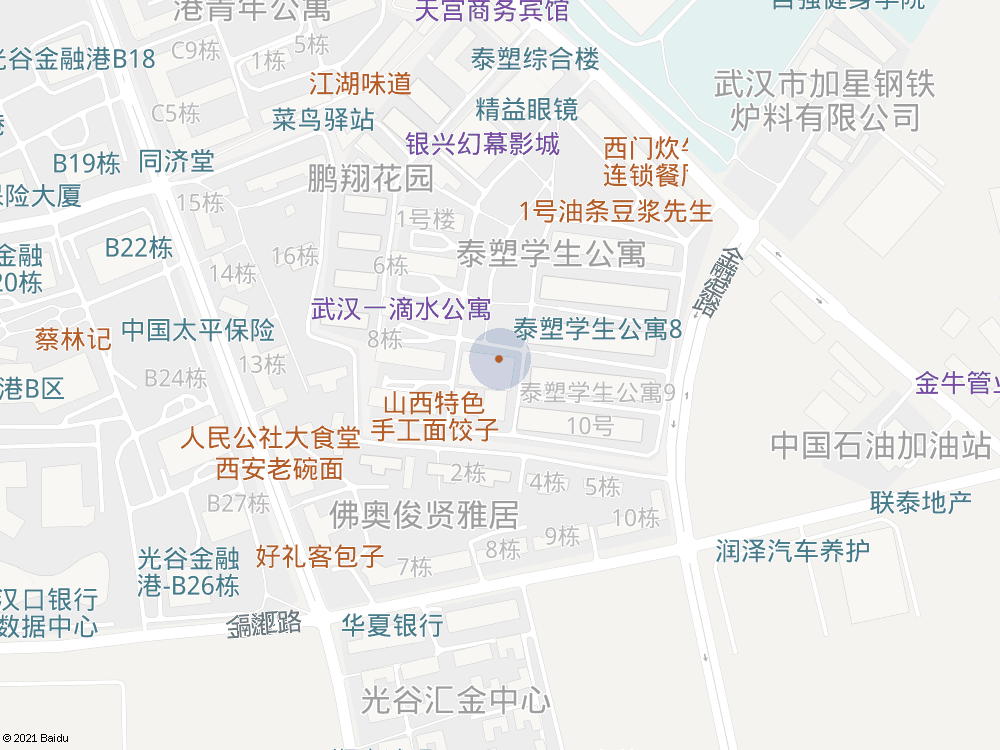 港青年公寓
天宫商务宾馆
C9栋
5栋
1栋
泰塑综合楼
光谷金融港B18
江湖味道
武汉市加星钢铁
炉料有限公司
C5栋
菜鸟驿站
精益眼镜
银兴幻幕影城
西门炊
连锁餐厅
B19栋
同济堂
鹏翔花园
保险大厦
15栋
1号楼
1号油条豆浆先生
B22栋
16栋
泰塑学生公寓
金融
20栋
14栋
6栋
武汉一滴水公寓
蔡林记
中国太平保险
8栋
泰塑学生公寓8
13栋
港B区
B24栋
泰塑学生公寓9
金牛管业
山西特色
手工面饺子
10号
人民公社大食堂
西安老碗面
中国石油加油站
2栋
4栋
5栋
B27栋
佛奥俊贤雅居
联泰地产
10栋
9栋
8栋
光谷金融
港-B26栋
好礼客包子
7栋
润泽汽车养护
汉口银行
数据中心
华夏银行
光谷汇金中心
© 2021 Baidu